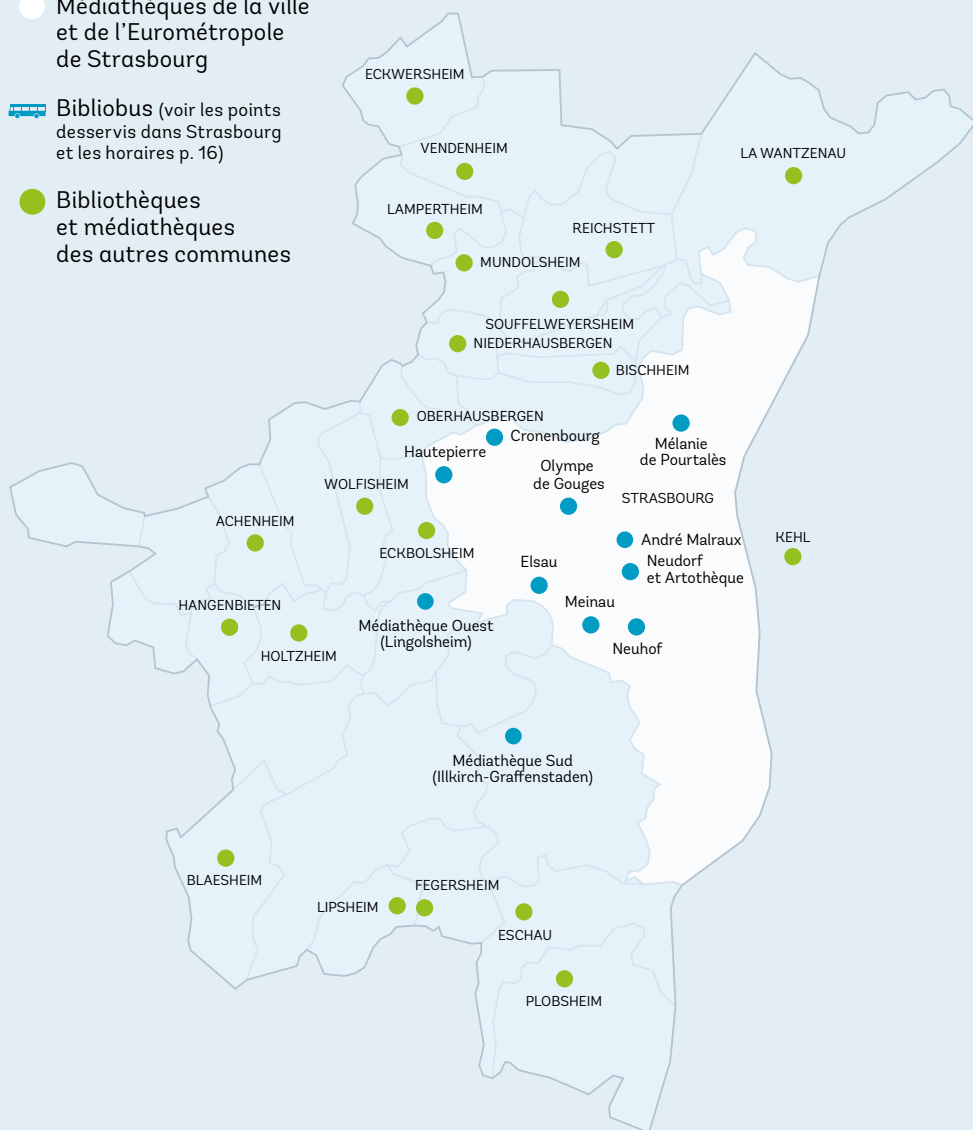 Médiathèques de la ville
et de l’Eurométropole
de Strasbourg
Bibliobus (voir les points
desservis dans Strasbourg
et les horaires p. 16)
Bibliothèques
et médiathèques
des autres communes
ECKWERSHEIM
VENDENHEIM
LA WANTZENAU
LAMPERTHEIM
REICHSTETT
MUNDOLSHEIM
SOUFFELWEYERSHEIM
NIEDERHAUSBERGEN
BISCHHEIM
OBERHAUSBERGEN
Cronenbourg
Hautepierre
Mélanie
de Pourtalès
Olympe
de Gouges
WOLFISHEIM
STRASBOURG
ACHENHEIM
ECKBOLSHEIM
André Malraux
KEHL
Neudorf
et Artothèque
Elsau
Meinau
HANGENBIETEN
Médiathèque Ouest
(Lingolsheim)
Neuhof
HOLTZHEIM
Médiathèque Sud
(Illkirch-Graffenstaden)
BLAESHEIM
FEGERSHEIM
LIPSHEIM
ESCHAU
PLOBSHEIM